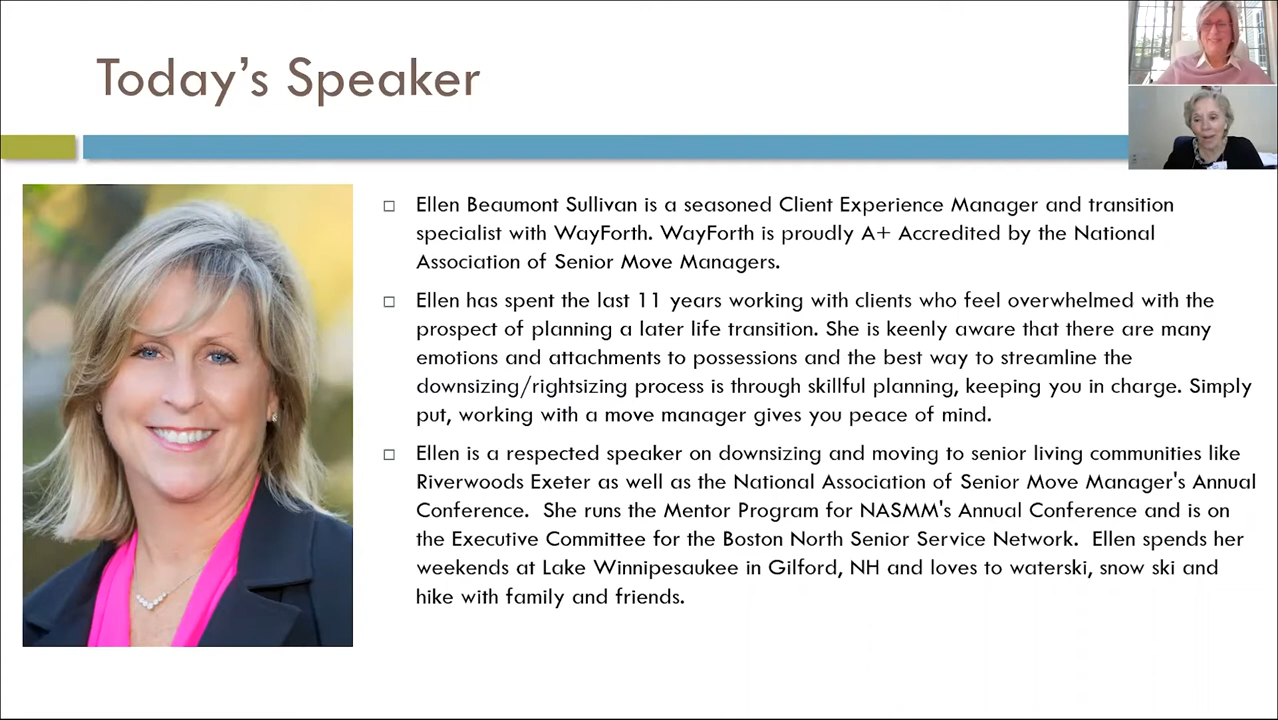 Today's Speaker
Ellen Beaumont Sullivan is a seasoned Client Experience Manager and transition
specialist with WayForth. WayForth is proudly A+ Accredited by the National
Association of Senior Move Managers.
Ellen has spent the last 11 years working with clients who feel overwhelmed with the
prospect of planning a later life transition. She is keenly aware that there are many
emotions and attachments to possessions and the best way to streamline the
downsizing/rightsizing process is through skillful planning, keeping you in charge. Simply
put, working with a move manager gives you peace of mind.
Ellen is a respected speaker on downsizing and moving to senior living communities like
Riverwoods Exeter as well as the National Association of Senior Move Manager's Annual
Conference.  She runs the Mentor Program for NASMM's Annual Conference and is on
the Executive Committee for the Boston North Senior Service Network.  Ellen spends her
weekends at Lake Winnipesaukee in Gilford, NH and loves to waterski, snow ski and
hike with family and friends.